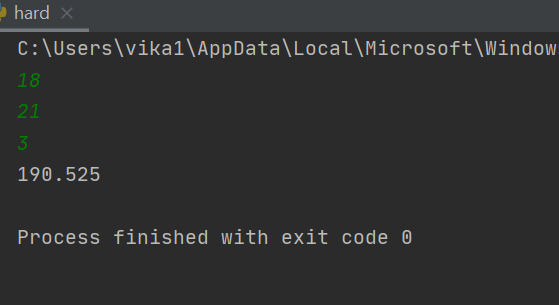 hard
C:\Users\vika1\AppData\Local\Microsoft\Window
18
21
3
190.525
Process finished with exit code 0